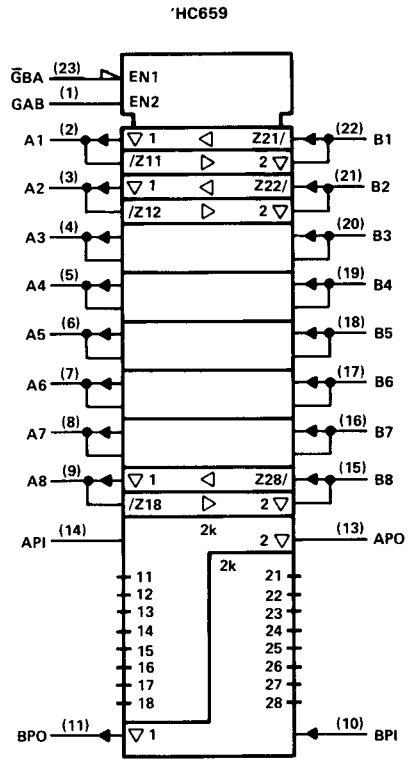 'HC659
G̅BA (23) EN1
GAB (1) EN2
A1 (2) ▽ 1 ◁ Z21/ (22) B1
/Z11 ▷ 2 ▽
A2 (3) ▽ 1 ◁ Z22/ (21) B2
/Z12 ▷ 2 ▽
A3 (4) (20) B3
A4 (5) (19) B4
A5 (6) (18) B5
A6 (7) (17) B6
A7 (8) (16) B7
A8 (9) ▽ 1 ◁ Z28/ (15) B8
/Z18 ▷ 2 ▽
API (14) 2k 2 ▽ (13) APO
2k
11 21
12 22
13 23
14 24
15 25
16 26
17 27
18 28
BPO (11) ▽ 1 (10) BPI